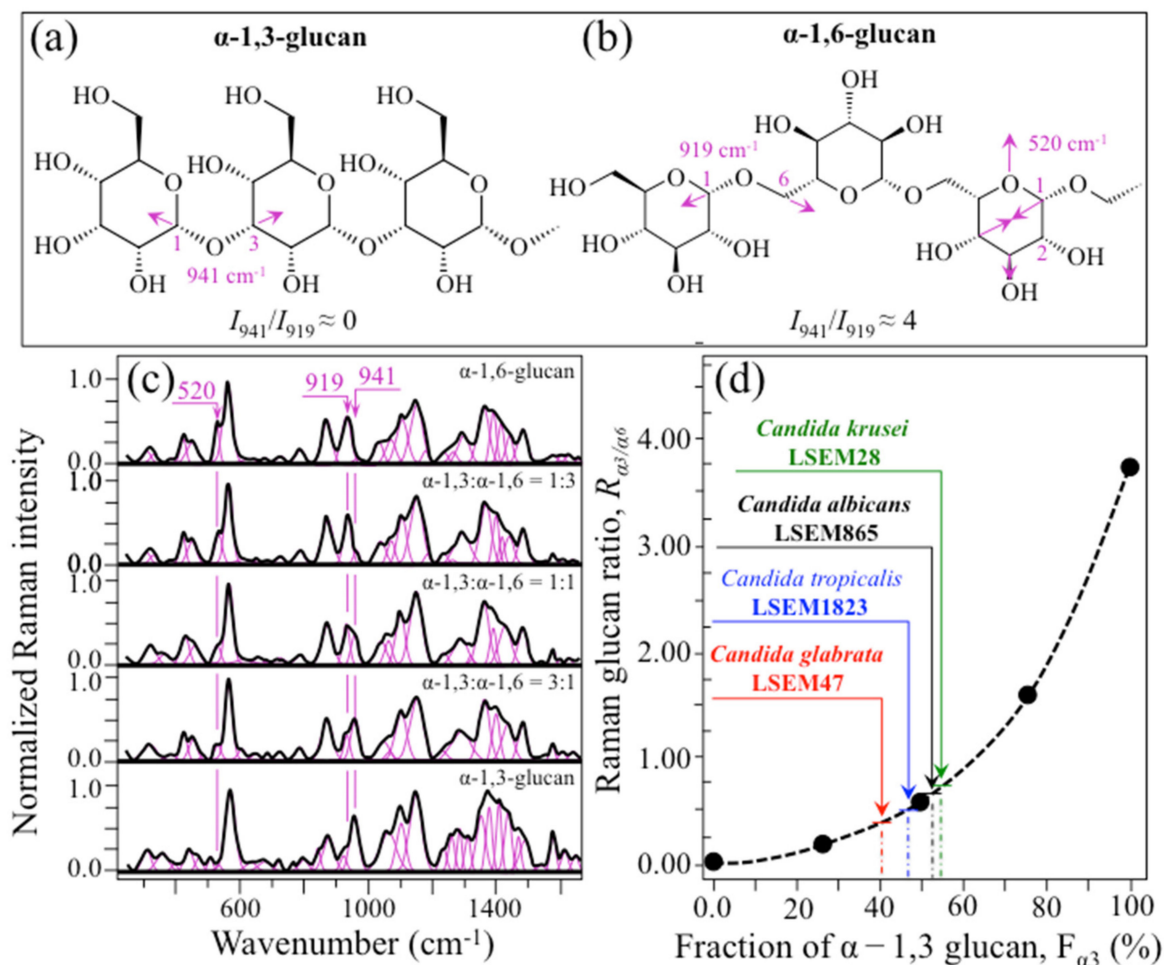 (a)
α-1,3-glucan
HO
HO
HO
HO
HO
HO
O
O
O
HO
1
O
3
O
O
941 cm⁻¹
OH
OH
OH
I₉₄₁/I₉₁₉ ≈ 0
(b)
α-1,6-glucan
OH
HO
OH
919 cm⁻¹
520 cm⁻¹
1
O
6
O
O
O
1
O
HO
O
HO
OH
OH
HO
2
OH
OH
I₉₄₁/I₉₁₉ ≈ 4
(c)
Normalized Raman intensity
1.0
0.0
520
919
941
α-1,6-glucan
α-1,3:α-1,6 = 1:3
1.0
0.0
α-1,3:α-1,6 = 1:1
1.0
0.0
α-1,3:α-1,6 = 3:1
1.0
0.0
α-1,3-glucan
1.0
0.0
600
1000
1400
Wavenumber (cm⁻¹)
(d)
Raman glucan ratio, Rα3/α6
4.00
3.00
2.00
1.00
0.00
Candida krusei
LSEM28
Candida albicans
LSEM865
Candida tropicalis
LSEM1823
Candida glabrata
LSEM47
0.0 20 40 60 80 100
Fraction of α − 1,3 glucan, Fα3 (%)